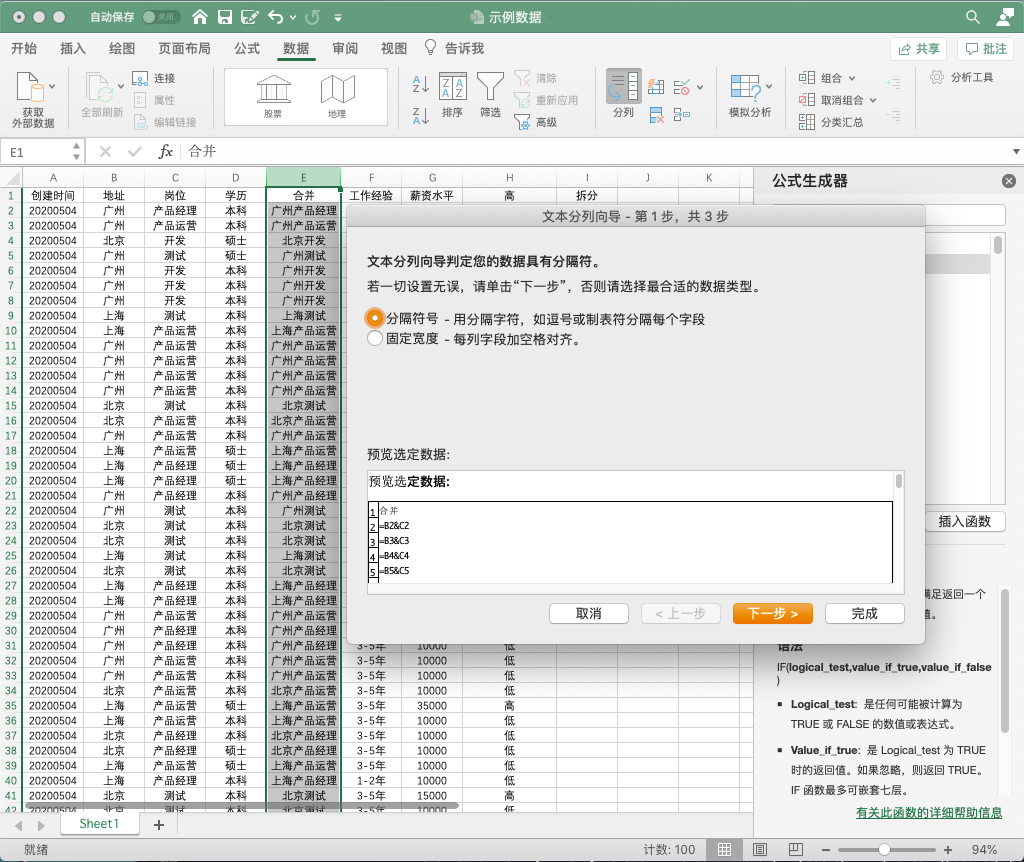 自动保存 关闭 示例数据
开始 插入 绘图 页面布局 公式 数据 审阅 视图 告诉我 共享 批注
获取外部数据 全部刷新 连接 属性 编辑链接 股票 地理 排序 筛选 清除 重新应用 高级 分列 模拟分析 组合 取消组合 分类汇总 分析工具
E1 fx 合并
A B C D E F G H I J K
1 创建时间 地址 岗位 学历 合并 工作经验 薪资水平 高 拆分
2 20200504 广州 产品经理 本科 广州产品经理
3 20200504 广州 产品运营 本科 广州产品运营
4 20200504 北京 开发 硕士 北京开发
5 20200504 广州 测试 硕士 广州测试
6 20200504 广州 开发 本科 广州开发
7 20200504 广州 开发 本科 广州开发
8 20200504 广州 开发 本科 广州开发
9 20200504 上海 测试 本科 上海测试
10 20200504 上海 产品运营 本科 上海产品运营
11 20200504 广州 产品运营 本科 广州产品运营
12 20200504 广州 产品运营 本科 广州产品运营
13 20200504 广州 产品运营 本科 广州产品运营
14 20200504 广州 产品运营 本科 广州产品运营
15 20200504 北京 测试 本科 北京测试
16 20200504 北京 产品运营 本科 北京产品运营
17 20200504 广州 产品运营 本科 广州产品运营
18 20200504 上海 产品运营 硕士 上海产品运营
19 20200504 上海 产品经理 硕士 上海产品经理
20 20200504 上海 产品经理 硕士 上海产品经理
21 20200504 广州 产品经理 本科 广州产品经理
22 20200504 广州 测试 本科 广州测试
23 20200504 北京 测试 本科 北京测试
24 20200504 北京 测试 本科 北京测试
25 20200504 上海 测试 本科 上海测试
26 20200504 北京 测试 本科 北京测试
27 20200504 上海 产品经理 本科 上海产品经理
28 20200504 上海 产品经理 本科 上海产品经理
29 20200504 广州 产品运营 本科 广州产品运营
30 20200504 广州 产品经理 本科 广州产品经理
31 20200504 广州 产品运营 本科 广州产品运营 3-5年 10000 低
32 20200504 广州 产品运营 本科 广州产品运营 3-5年 10000 低
33 20200504 广州 产品经理 本科 广州产品经理 3-5年 10000 低
34 20200504 北京 产品运营 本科 北京产品运营 3-5年 10000 低
35 20200504 上海 产品运营 硕士 上海产品运营 3-5年 35000 高
36 20200504 上海 产品运营 本科 上海产品运营 3-5年 10000 低
37 20200504 北京 产品经理 本科 北京产品经理 3-5年 10000 低
38 20200504 北京 产品经理 硕士 北京产品经理 3-5年 10000 低
39 20200504 上海 产品运营 硕士 上海产品运营 3-5年 10000 低
40 20200504 上海 产品经理 本科 上海产品经理 1-2年 10000 低
41 20200504 北京 测试 本科 北京测试 3-5年 15000 高
42 20200504 北京 测试 本科 北京测试 3-5年 10000 低
文本分列向导 - 第 1 步，共 3 步
文本分列向导判定您的数据具有分隔符。
若一切设置无误，请单击“下一步”，否则请选择最合适的数据类型。
分隔符号 - 用分隔字符，如逗号或制表符分隔每个字段
固定宽度 - 每列字段加空格对齐。
预览选定数据:
预览选定数据:
1 合并
2 =B2&C2
3 =B3&C3
4 =B4&C4
5 =B5&C5
取消 < 上一步 下一步 > 完成
公式生成器
插入函数
满足返回一个
值。
语法
IF(logical_test,value_if_true,value_if_false
)
▪ Logical_test: 是任何可能被计算为
TRUE 或 FALSE 的数值或表达式。
▪ Value_if_true: 是 Logical_test 为 TRUE
时的返回值。如果忽略，则返回 TRUE。
IF 函数最多可嵌套七层。
有关此函数的详细帮助信息
Sheet1 +
就绪 计数: 100 94%